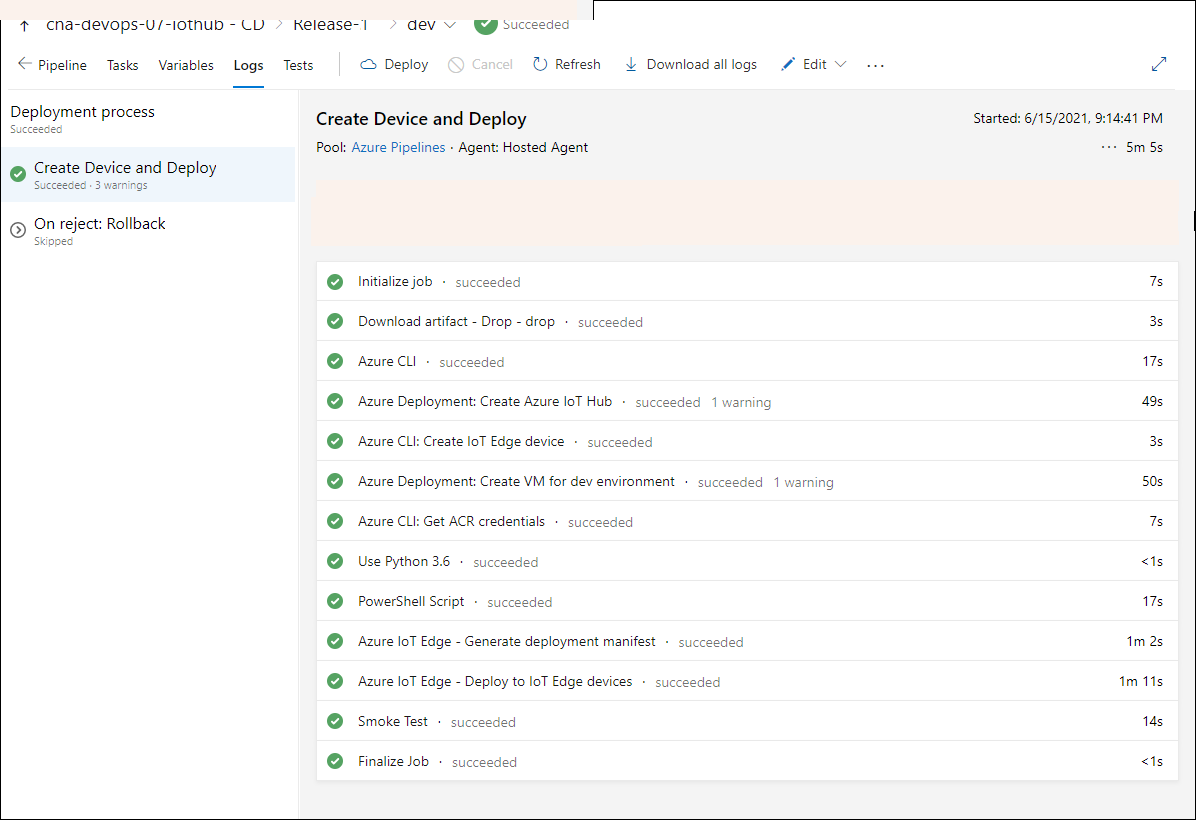 cna-devops-07-iothub - CD > Release-1 > dev Succeeded
Pipeline Tasks Variables Logs Tests Deploy Cancel Refresh Download all logs Edit ...
Deployment process
Succeeded
Create Device and Deploy
Succeeded · 3 warnings
On reject: Rollback
Skipped
Create Device and Deploy Started: 6/15/2021, 9:14:41 PM
Pool: Azure Pipelines · Agent: Hosted Agent ... 5m 5s
Initialize job · succeeded 7s
Download artifact - Drop - drop · succeeded 3s
Azure CLI · succeeded 17s
Azure Deployment: Create Azure IoT Hub · succeeded 1 warning 49s
Azure CLI: Create IoT Edge device · succeeded 3s
Azure Deployment: Create VM for dev environment · succeeded 1 warning 50s
Azure CLI: Get ACR credentials · succeeded 7s
Use Python 3.6 · succeeded <1s
PowerShell Script · succeeded 17s
Azure IoT Edge - Generate deployment manifest · succeeded 1m 2s
Azure IoT Edge - Deploy to IoT Edge devices · succeeded 1m 11s
Smoke Test · succeeded 14s
Finalize Job · succeeded <1s